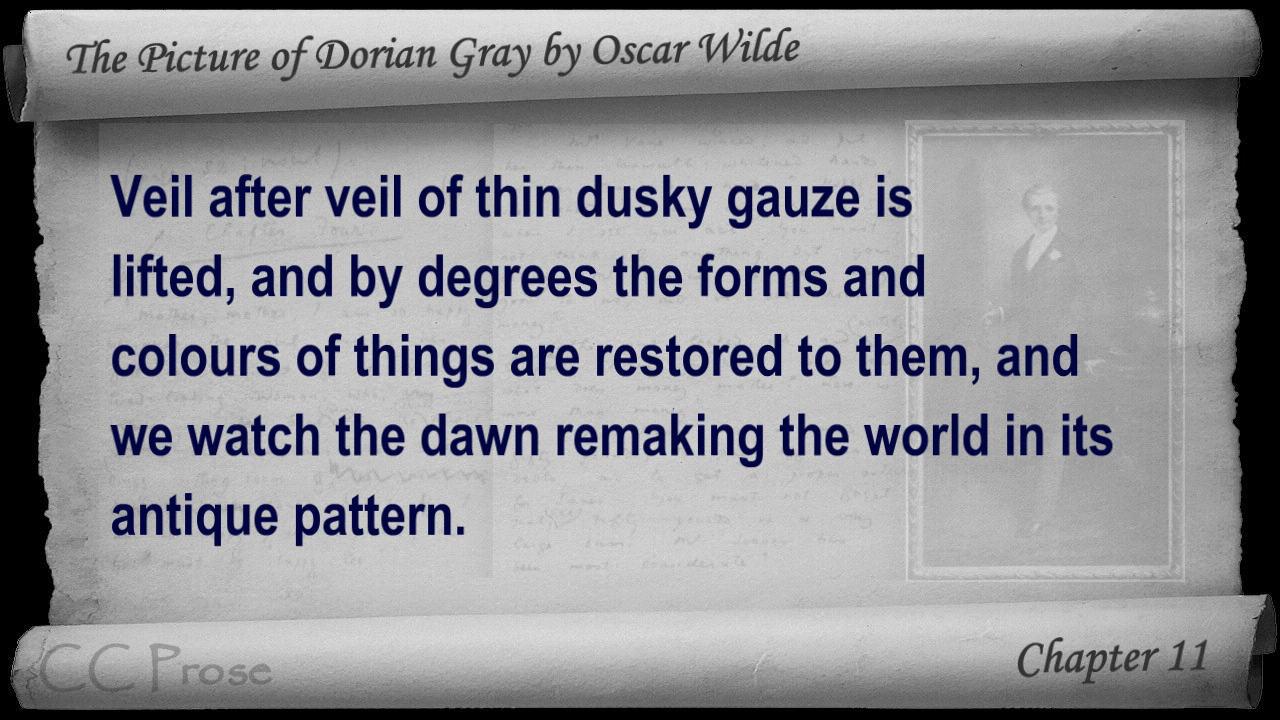 The Picture of Dorian Gray by Oscar Wilde
Veil after veil of thin dusky gauze is
lifted, and by degrees the forms and
colours of things are restored to them, and
we watch the dawn remaking the world in its
antique pattern.
CC Prose
Chapter 11